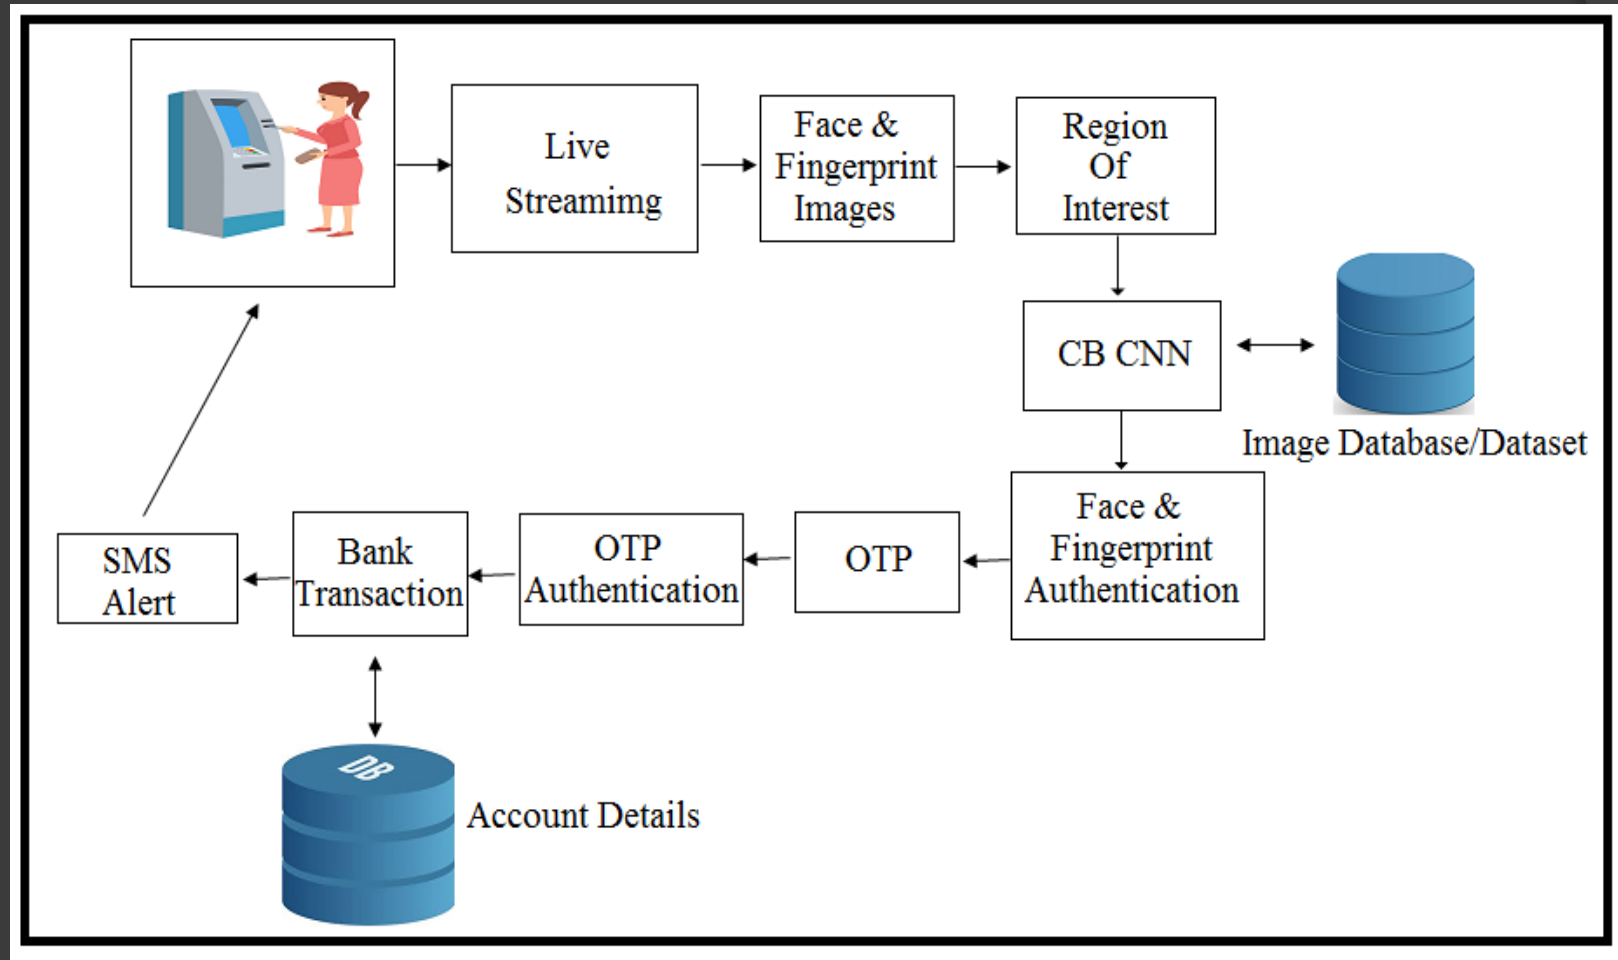 Live
Streamimg
Face &
Fingerprint
Images
Region
Of
Interest
CB CNN
Image Database/Dataset
Face &
Fingerprint
Authentication
OTP
OTP
Authentication
Bank
Transaction
SMS
Alert
DB
Account Details